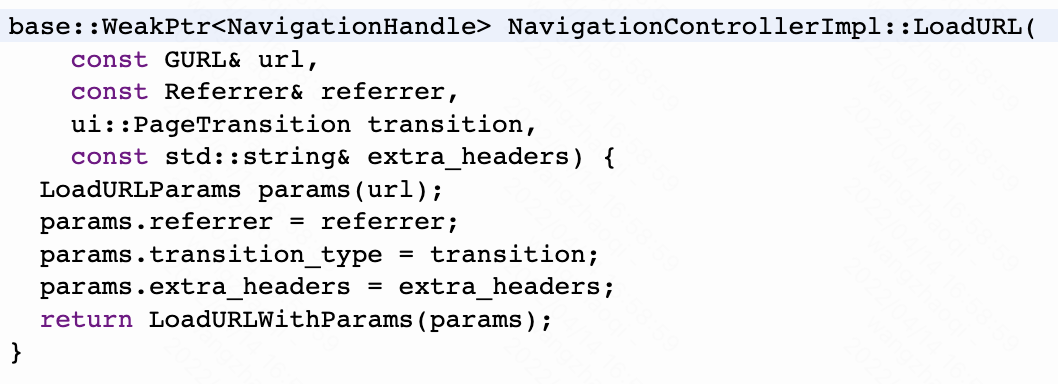 base::WeakPtr<NavigationHandle> NavigationControllerImpl::LoadURL(
    const GURL& url,
    const Referrer& referrer,
    ui::PageTransition transition,
    const std::string& extra_headers) {
  LoadURLParams params(url);
  params.referrer = referrer;
  params.transition_type = transition;
  params.extra_headers = extra_headers;
  return LoadURLWithParams(params);
}